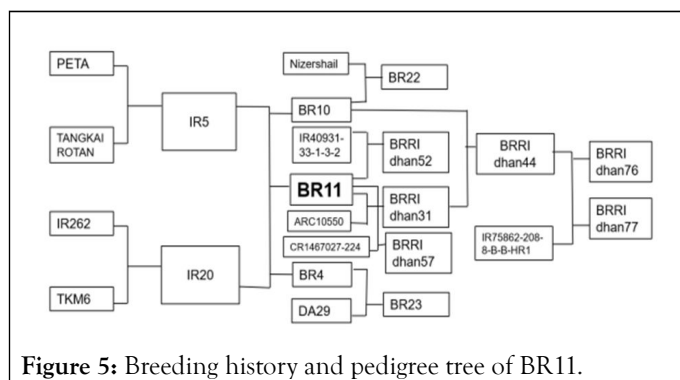 PETA
TANGKAI
ROTAN
IR5
IR262
TKM6
IR20
Nizershail
BR22
BR10
IR40931-
33-1-3-2
BRRI
dhan52
BR11
ARC10550
BRRI
dhan31
CR1467027-224
BRRI
dhan57
BR4
DA29
BR23
BRRI
dhan44
IR75862-208-
8-B-B-HR1
BRRI
dhan76
BRRI
dhan77
Figure 5: Breeding history and pedigree tree of BR11.